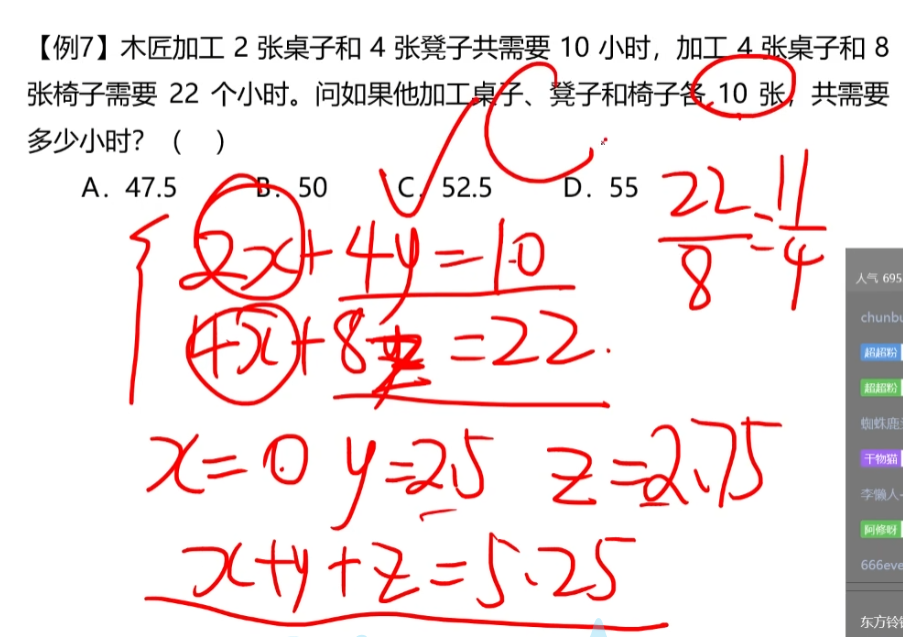 【例7】木匠加工 2 张桌子和 4 张凳子共需要 10 小时，加工 4 张桌子和 8
张椅子需要 22 个小时。问如果他加工桌子、凳子和椅子各 10 张，共需要
多少小时？（ ）
A．47.5 B．50 C．52.5 D．55
22/8=11/4
2x+4y=10
4x+8z=22.
x=0 y=2.5 z=2.75
x+y+z=5.25
人气 695
chunbu
超超粉
超超粉
蜘蛛鹿
干物猫
李懒人
阿修呀
666eve
东方铃